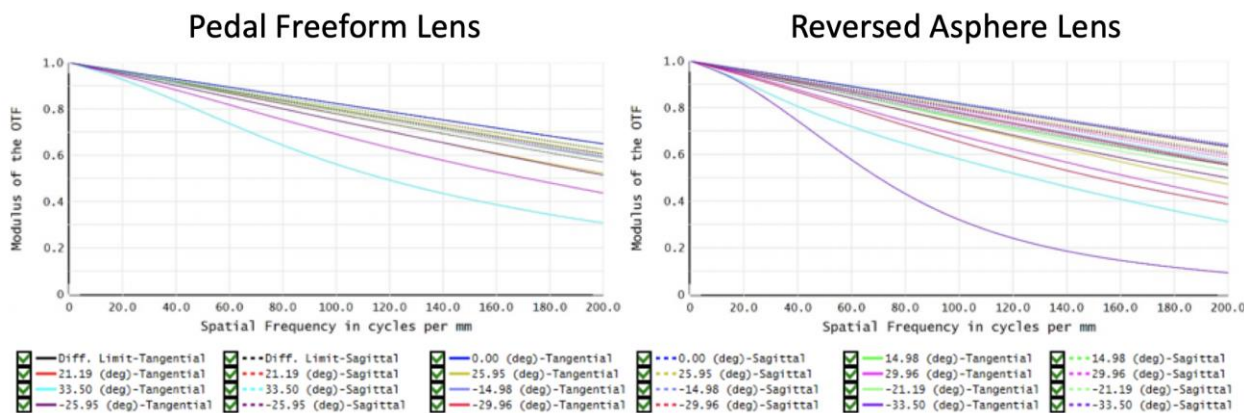 Pedal Freeform Lens
Reversed Asphere Lens
Modulus of the OTF
1.0
0.8
0.6
0.4
0.2
0
0 20.0 40.0 60.0 80.0 100.0 120.0 140.0 160.0 180.0 200.0
Spatial Frequency in cycles per mm
Modulus of the OTF
1.0
0.8
0.6
0.4
0.2
0
0 20.0 40.0 60.0 80.0 100.0 120.0 140.0 160.0 180.0 200.0
Spatial Frequency in cycles per mm
Diff. Limit-Tangential Diff. Limit-Sagittal 0.00 (deg)-Tangential 0.00 (deg)-Sagittal 14.98 (deg)-Tangential 14.98 (deg)-Sagittal
21.19 (deg)-Tangential 21.19 (deg)-Sagittal 25.95 (deg)-Tangential 25.95 (deg)-Sagittal 29.96 (deg)-Tangential 29.96 (deg)-Sagittal
33.50 (deg)-Tangential 33.50 (deg)-Sagittal -14.98 (deg)-Tangential -14.98 (deg)-Sagittal -21.19 (deg)-Tangential -21.19 (deg)-Sagittal
-25.95 (deg)-Tangential -25.95 (deg)-Sagittal -29.96 (deg)-Tangential -29.96 (deg)-Sagittal -33.50 (deg)-Tangential -33.50 (deg)-Sagittal